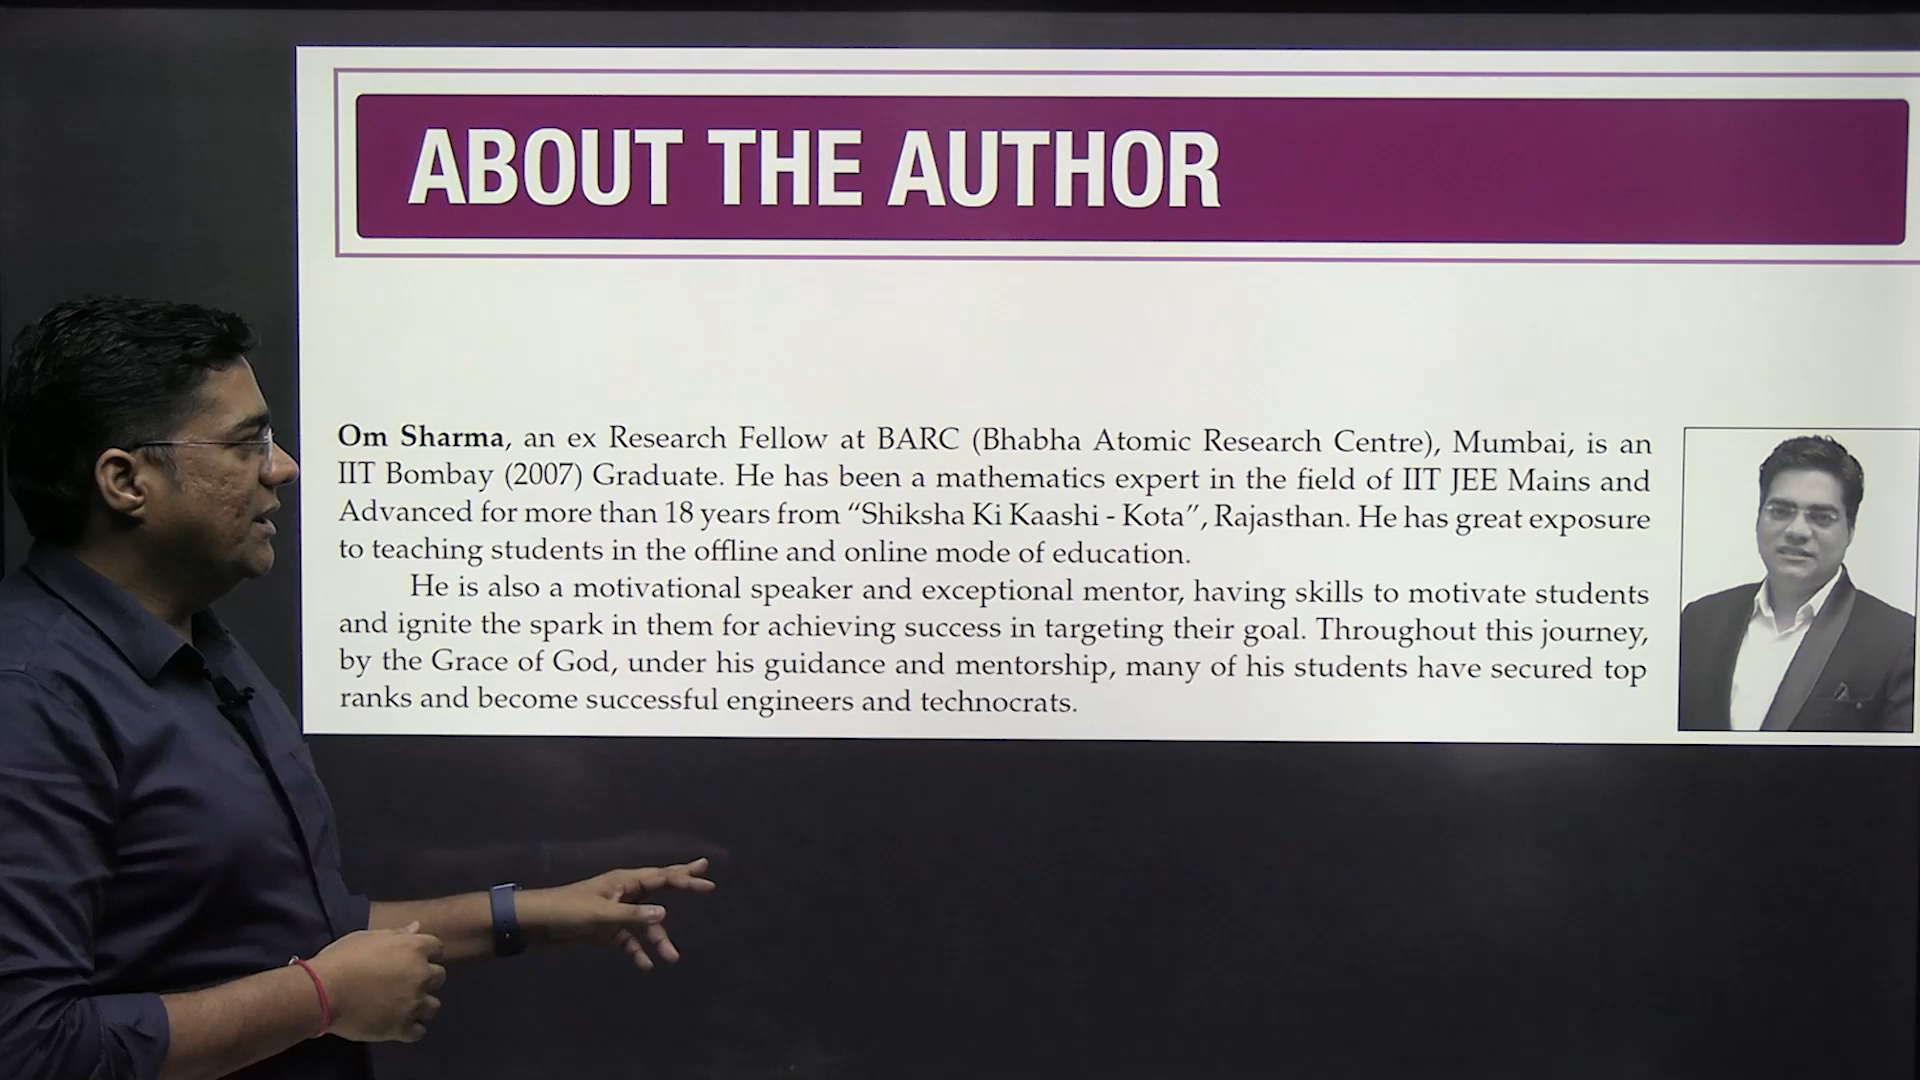 ABOUT THE AUTHOR
Om Sharma, an ex Research Fellow at BARC (Bhabha Atomic Research Centre), Mumbai, is an
IIT Bombay (2007) Graduate. He has been a mathematics expert in the field of IIT JEE Mains and
Advanced for more than 18 years from “Shiksha Ki Kaashi - Kota”, Rajasthan. He has great exposure
to teaching students in the offline and online mode of education.
He is also a motivational speaker and exceptional mentor, having skills to motivate students
and ignite the spark in them for achieving success in targeting their goal. Throughout this journey,
by the Grace of God, under his guidance and mentorship, many of his students have secured top
ranks and become successful engineers and technocrats.